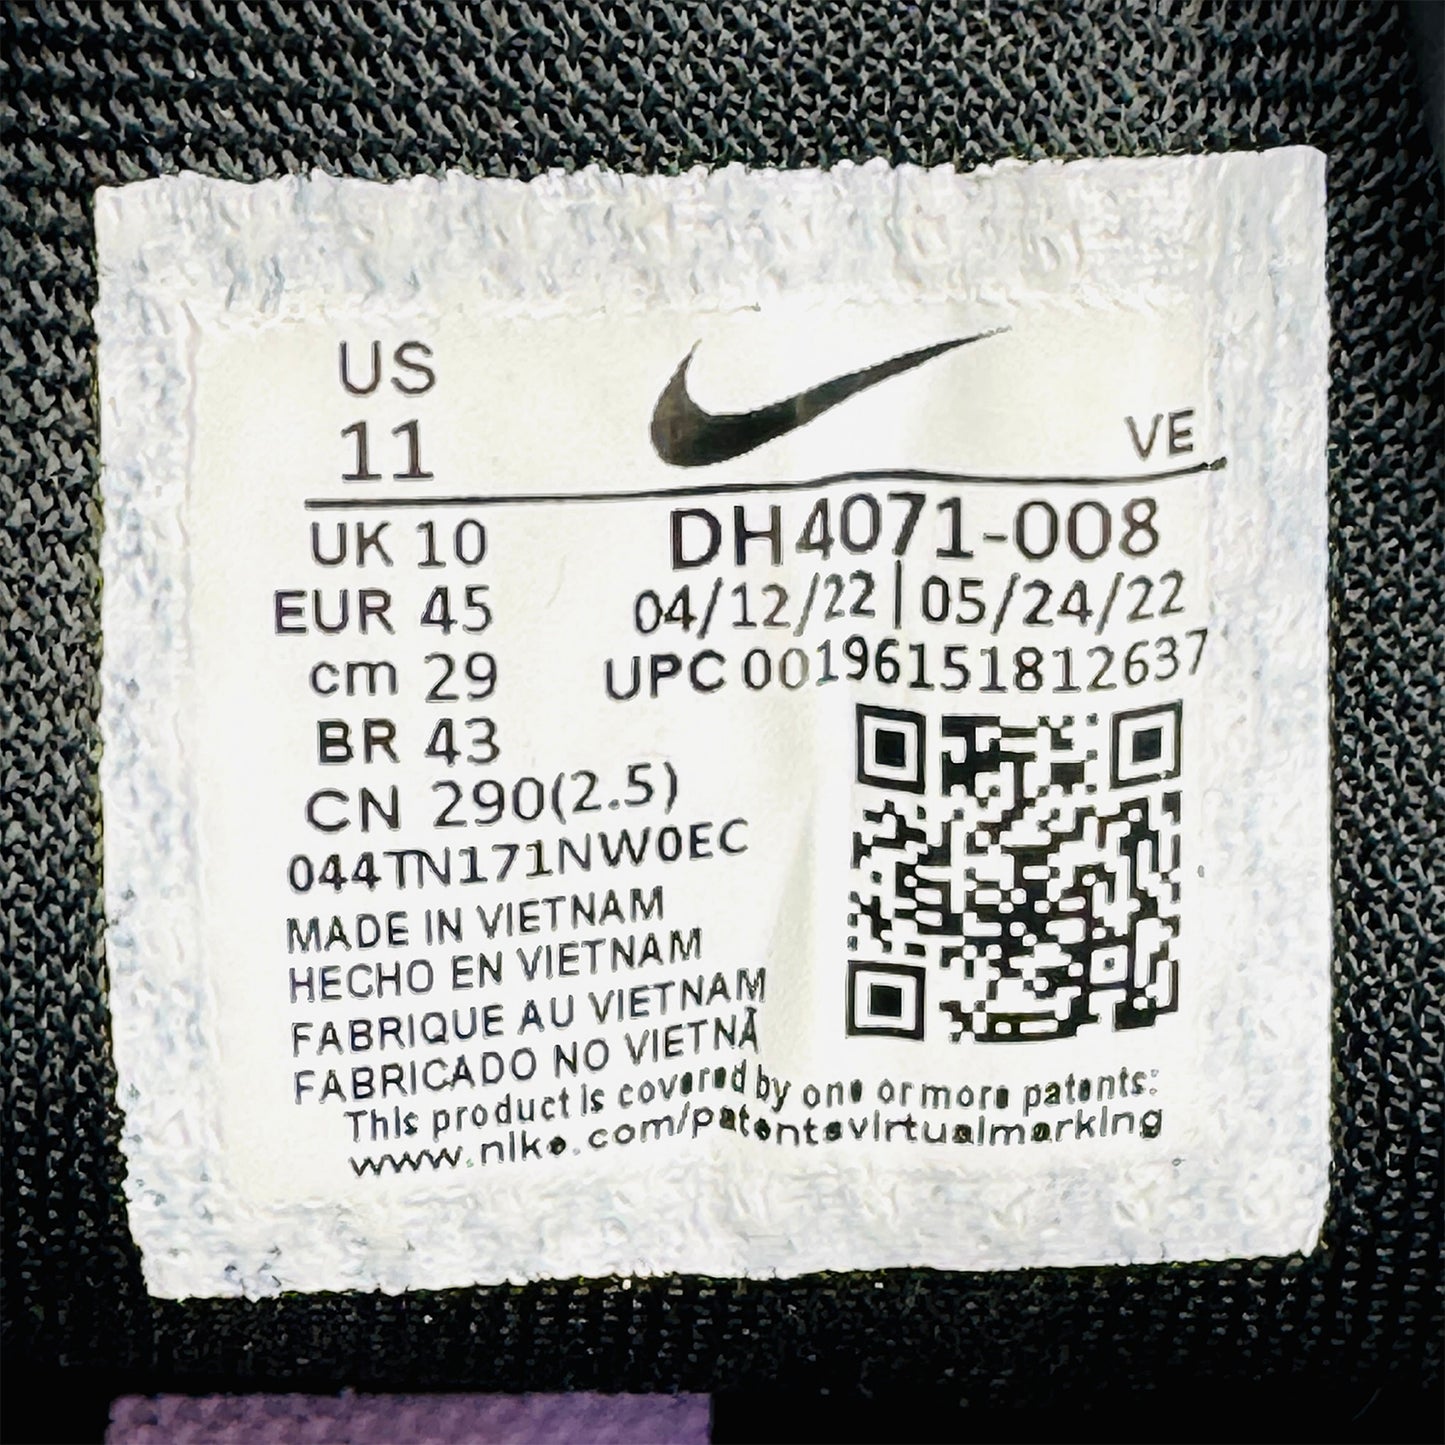 US
11
VE
UK 10
EUR 45
cm 29
BR 43
CN 290(2.5)
DH4071-008
04/12/22|05/24/22
UPC 00196151812637
044TN171NW0EC
MADE IN VIETNAM
HECHO EN VIETNAM
FABRIQUE AU VIETNAM
FABRICADO NO VIETNÃ
This product is covered by one or more patents:
www.nike.com/patentsvirtualmarking